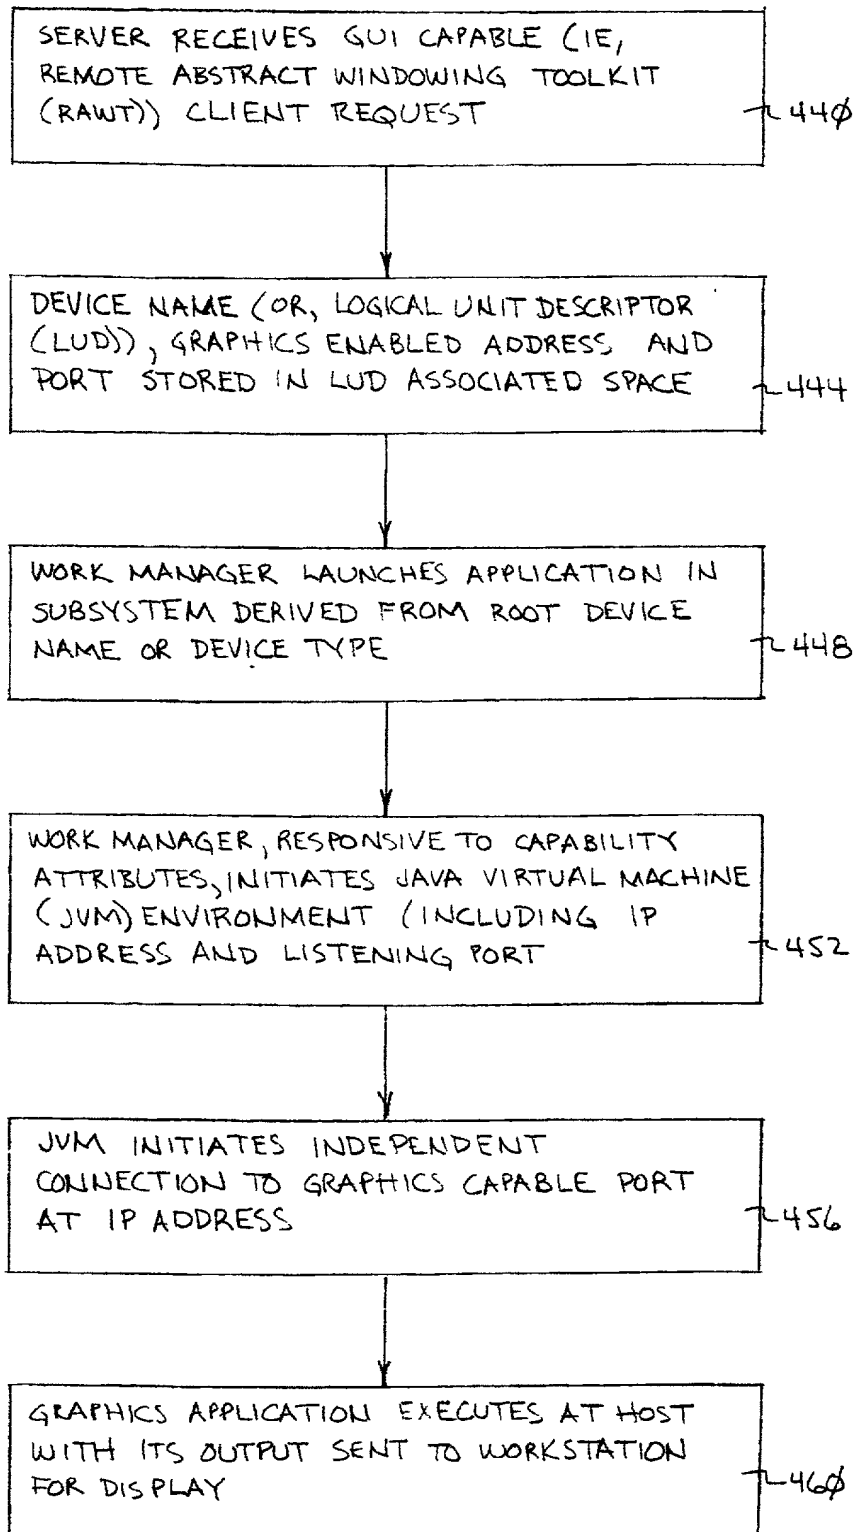 SERVER RECEIVES GUI CAPABLE (IE,
REMOTE ABSTRACT WINDOWING TOOLKIT
(RAWT)) CLIENT REQUEST
44Ø
DEVICE NAME (OR, LOGICAL UNIT DESCRIPTOR
(LUD)), GRAPHICS ENABLED ADDRESS AND
PORT STORED IN LUD ASSOCIATED SPACE
444
WORK MANAGER LAUNCHES APPLICATION IN
SUBSYSTEM DERIVED FROM ROOT DEVICE
NAME OR DEVICE TYPE
448
WORK MANAGER, RESPONSIVE TO CAPABILITY
ATTRIBUTES, INITIATES JAVA VIRTUAL MACHINE
(JVM) ENVIRONMENT (INCLUDING IP
ADDRESS AND LISTENING PORT
452
JVM INITIATES INDEPENDENT
CONNECTION TO GRAPHICS CAPABLE PORT
AT IP ADDRESS
456
GRAPHICS APPLICATION EXECUTES AT HOST
WITH ITS OUTPUT SENT TO WORKSTATION
FOR DISPLAY
46Ø